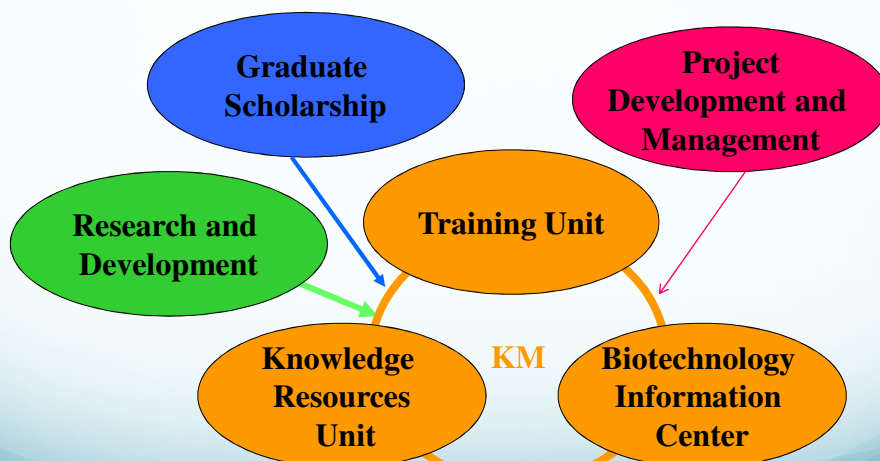 Graduate
Scholarship
Project
Development and
Management
Research and
Development
Training Unit
Knowledge
Resources
Unit
KM
Biotechnology
Information
Center